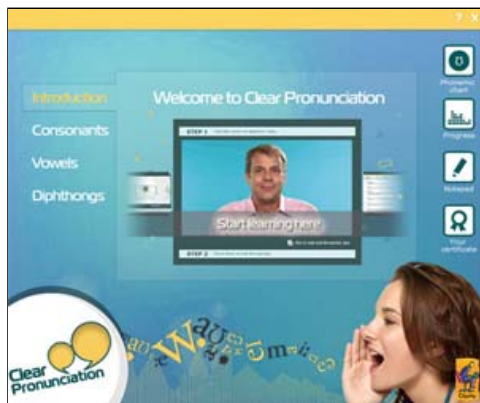 ? X
Introduction
Welcome to Clear Pronunciation
Consonants
Vowels
Diphthongs
STEP 1
Start learning here
STEP 2
Phonemic
chart
Progress
Notepad
Your
certificate
Clear
Pronunciation
Clarity